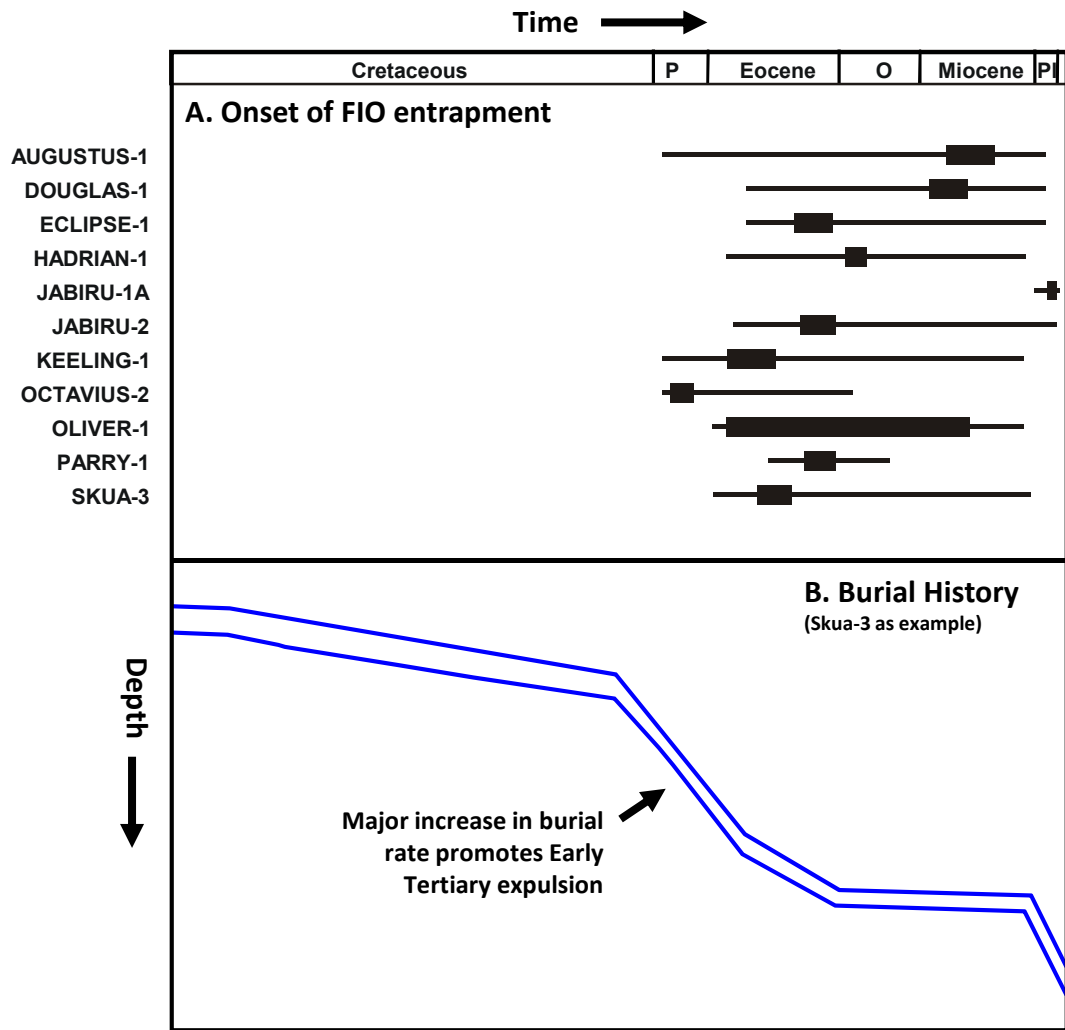 Time
Cretaceous P Eocene O Miocene Pl
A. Onset of FIO entrapment
AUGUSTUS-1
DOUGLAS-1
ECLIPSE-1
HADRIAN-1
JABIRU-1A
JABIRU-2
KEELING-1
OCTAVIUS-2
OLIVER-1
PARRY-1
SKUA-3
B. Burial History
(Skua-3 as example)
Depth
Major increase in burial
rate promotes Early
Tertiary expulsion